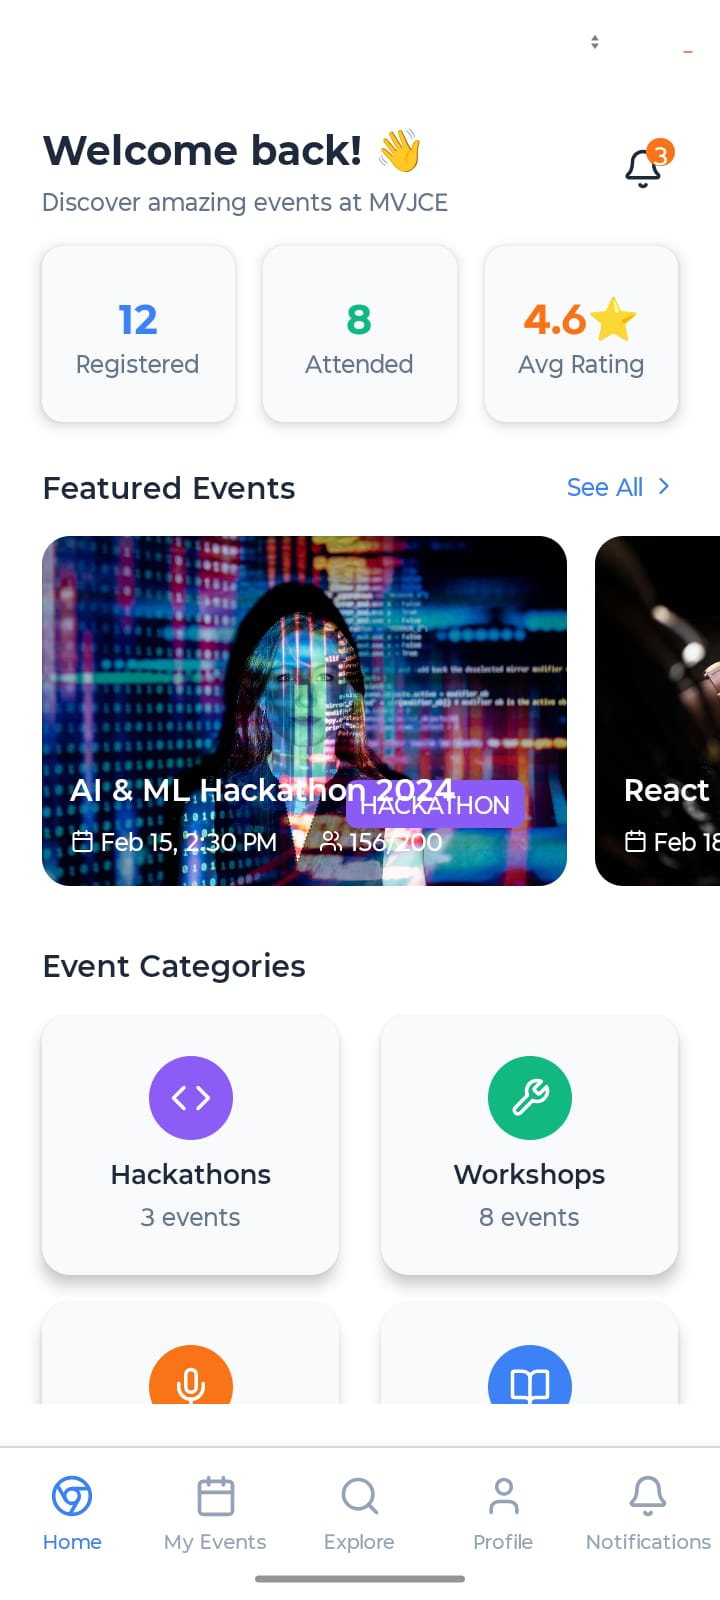 Welcome back! 👋
3
Discover amazing events at MVJCE
12
Registered
8
Attended
4.6⭐
Avg Rating
Featured Events
See All
AI & ML Hackathon 2024
HACKATHON
Feb 15, 2:30 PM
156/200
React
Feb 18
Event Categories
Hackathons
3 events
Workshops
8 events
Home
My Events
Explore
Profile
Notifications